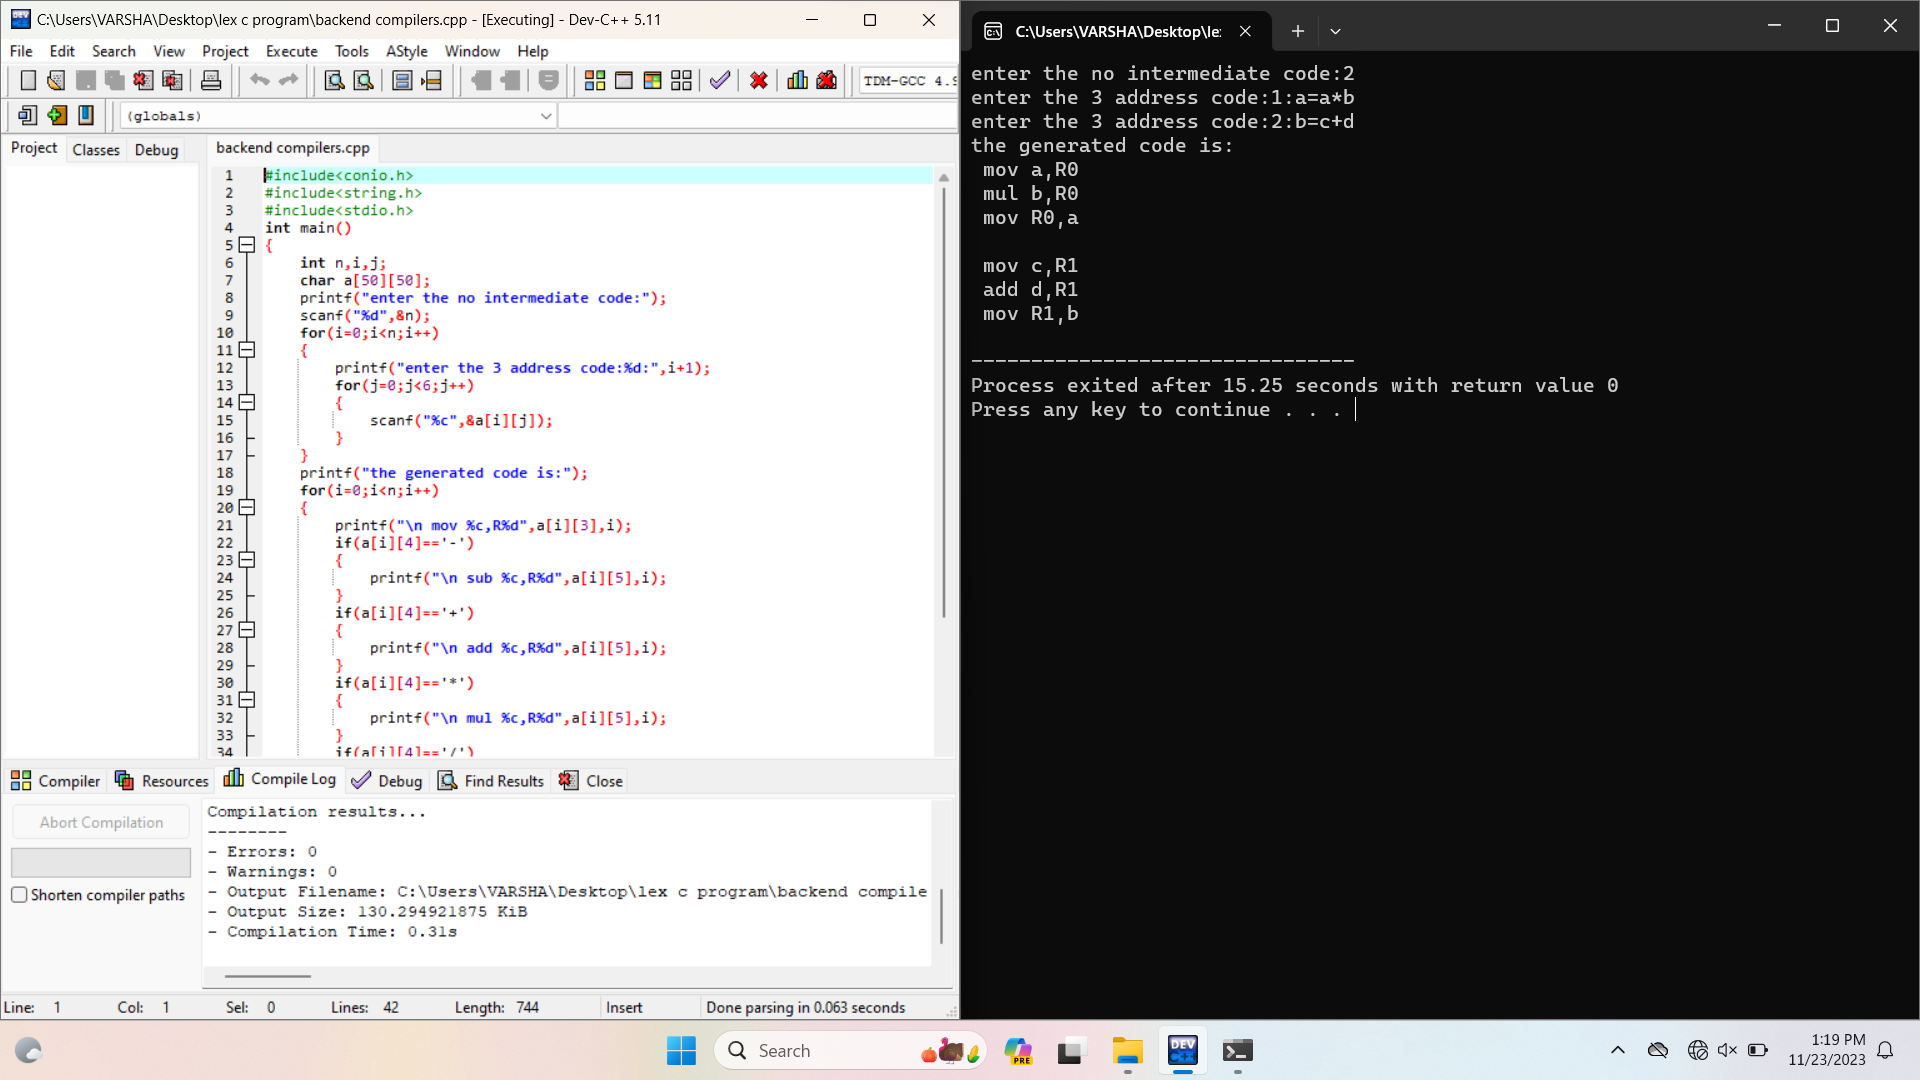 C:\Users\VARSHA\Desktop\lex c program\backend compilers.cpp - [Executing] - Dev-C++ 5.11
File Edit Search View Project Execute Tools AStyle Window Help
TDM-GCC 4.9
(globals)
Project Classes Debug
backend compilers.cpp
1 #include<conio.h>
2 #include<string.h>
3 #include<stdio.h>
4 int main()
5 {
6 int n,i,j;
7 char a[50][50];
8 printf("enter the no intermediate code:");
9 scanf("%d",&n);
10 for(i=0;i<n;i++)
11 {
12 printf("enter the 3 address code:%d:",i+1);
13 for(j=0;j<6;j++)
14 {
15 scanf("%c",&a[i][j]);
16 }
17 }
18 printf("the generated code is:");
19 for(i=0;i<n;i++)
20 {
21 printf("\n mov %c,R%d",a[i][3],i);
22 if(a[i][4]=='-')
23 {
24 printf("\n sub %c,R%d",a[i][5],i);
25 }
26 if(a[i][4]=='+')
27 {
28 printf("\n add %c,R%d",a[i][5],i);
29 }
30 if(a[i][4]=='*')
31 {
32 printf("\n mul %c,R%d",a[i][5],i);
33 }
34 if(a[i][4]=='/')
Compiler Resources Compile Log Debug Find Results Close
Abort Compilation
Shorten compiler paths
Compilation results...
--------
- Errors: 0
- Warnings: 0
- Output Filename: C:\Users\VARSHA\Desktop\lex c program\backend compile
- Output Size: 130.294921875 KiB
- Compilation Time: 0.31s
Line: 1 Col: 1 Sel: 0 Lines: 42 Length: 744 Insert Done parsing in 0.063 seconds
C:\Users\VARSHA\Desktop\lex
enter the no intermediate code:2
enter the 3 address code:1:a=a*b
enter the 3 address code:2:b=c+d
the generated code is:
mov a,R0
mul b,R0
mov R0,a
mov c,R1
add d,R1
mov R1,b
--------------------------------
Process exited after 15.25 seconds with return value 0
Press any key to continue . . .
Search
PRE
DEV
C++
1:19 PM
11/23/2023